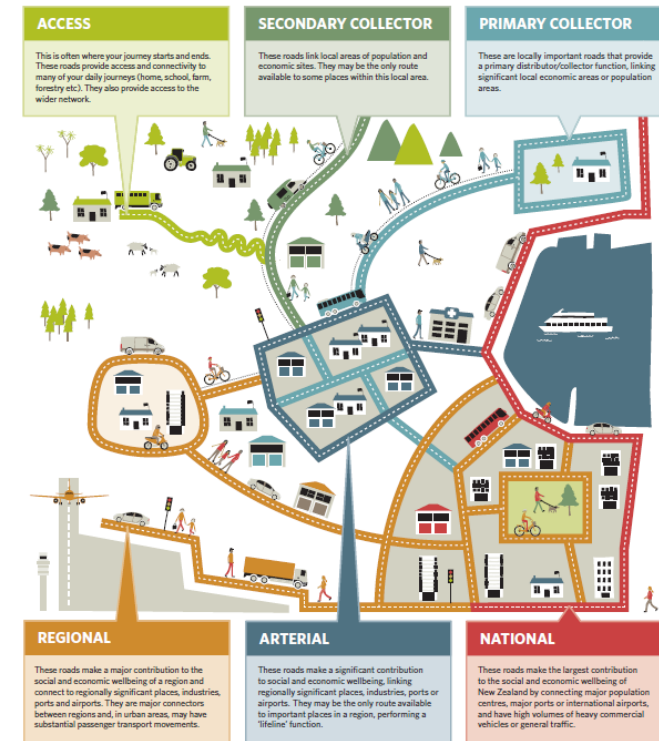 ACCESS
This is often where your journey starts and ends.
These roads provide access and connectivity to
many of your daily journeys (home, school, farm,
forestry etc). They also provide access to the
wider network.
SECONDARY COLLECTOR
These roads link local areas of population and
economic sites. They may be the only route
available to some places within this local area.
PRIMARY COLLECTOR
These are locally important roads that provide
a primary distributor/collector function, linking
significant local economic areas or population
areas.
REGIONAL
These roads make a major contribution to the
social and economic wellbeing of a region and
connect to regionally significant places, industries,
ports and airports. They are major connectors
between regions and, in urban areas, may have
substantial passenger transport movements.
ARTERIAL
These roads make a significant contribution
to social and economic wellbeing, linking
regionally significant places, industries, ports or
airports. They may be the only route available
to important places in a region, performing a
'lifeline' function.
NATIONAL
These roads make the largest contribution
to the social and economic wellbeing of
New Zealand by connecting major population
centres, major ports or international airports,
and have high volumes of heavy commercial
vehicles or general traffic.